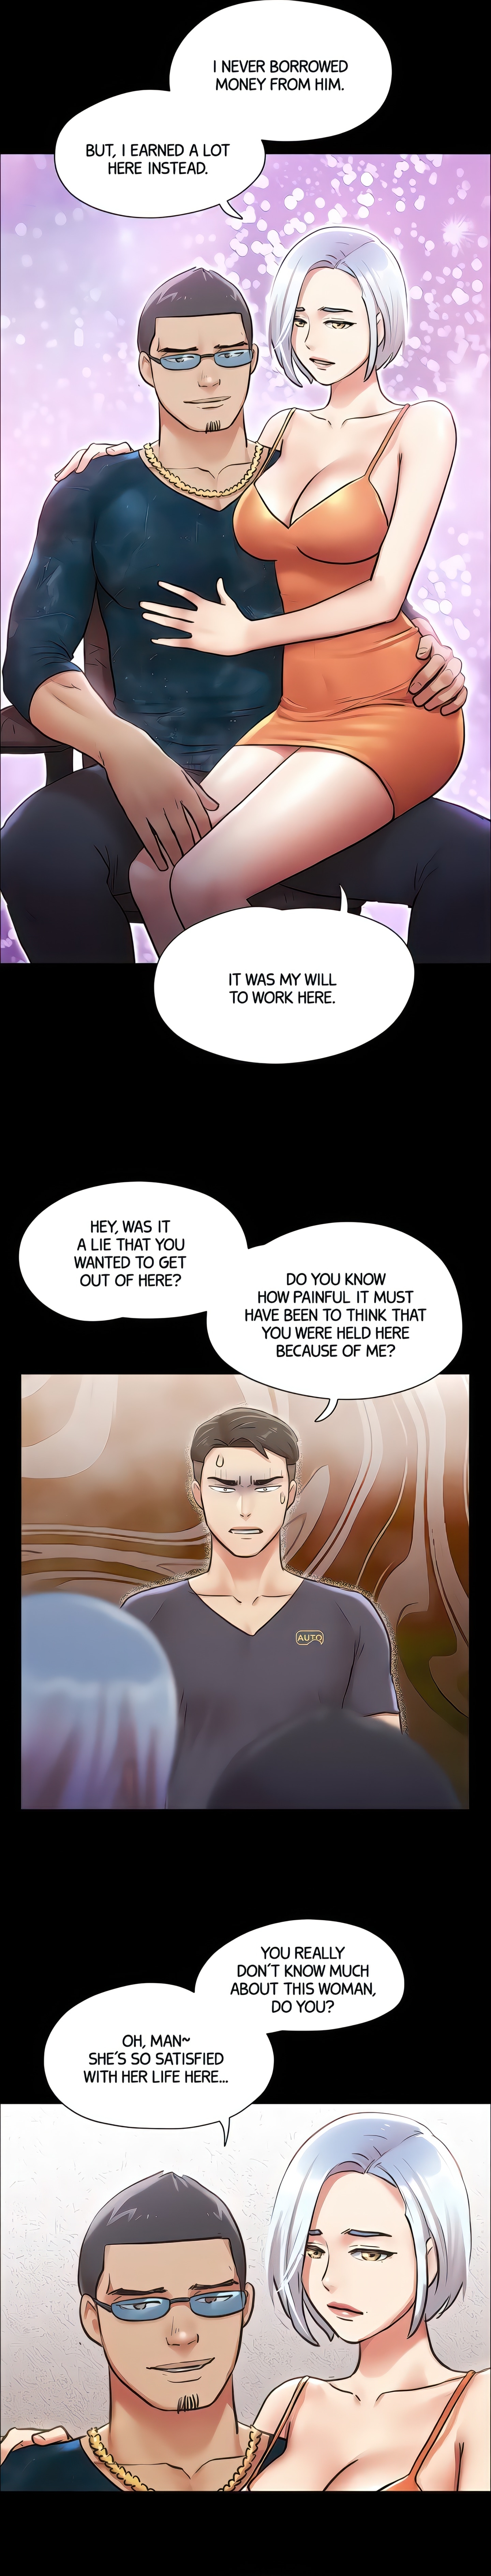 I NEVER BORROWED
MONEY FROM HIM.
BUT, I EARNED A LOT
HERE INSTEAD.
IT WAS MY WILL
TO WORK HERE.
HEY, WAS IT
A LIE THAT YOU
WANTED TO GET
OUT OF HERE?
DO YOU KNOW
HOW PAINFUL IT MUST
HAVE BEEN TO THINK THAT
YOU WERE HELD HERE
BECAUSE OF ME?
AUTO
YOU REALLY
DON'T KNOW MUCH
ABOUT THIS WOMAN,
DO YOU?
OH, MAN~
SHE'S SO SATISFIED
WITH HER LIFE HERE...